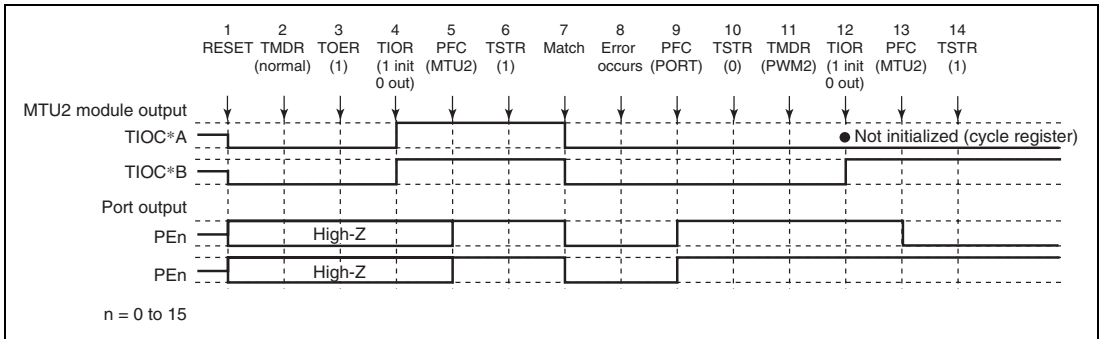 1 2 3 4 5 6 7 8 9 10 11 12 13 14
RESET TMDR TOER TIOR PFC TSTR Match Error PFC TSTR TMDR TIOR PFC TSTR
(normal) (1) (1 init (MTU2) (1) occurs (PORT) (0) (PWM2) (1 init (MTU2) (1)
0 out) 0 out)
MTU2 module output
TIOC*A
● Not initialized (cycle register)
TIOC*B
Port output
PEn
High-Z
PEn
High-Z
n = 0 to 15